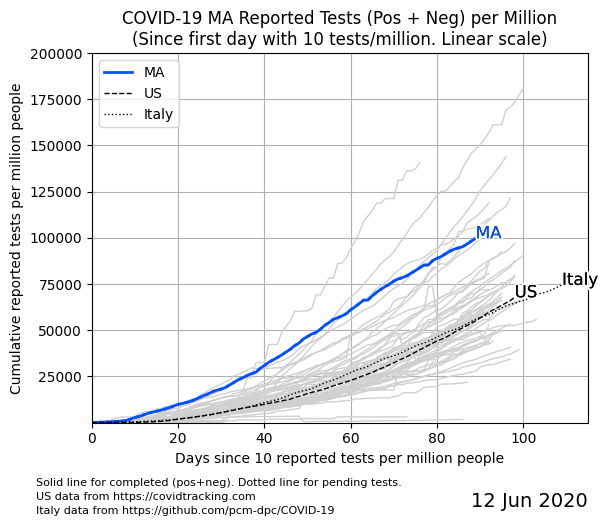 COVID-19 MA Reported Tests (Pos + Neg) per Million
(Since first day with 10 tests/million. Linear scale)
200000
175000
150000
125000
100000
75000
50000
25000
Cumulative reported tests per million people
MA
US
Italy
MA
Italy
US
0
20
40
60
80
100
Days since 10 reported tests per million people
Solid line for completed (pos+neg). Dotted line for pending tests.
US data from https://covidtracking.com
Italy data from https://github.com/pcm-dpc/COVID-19
12 Jun 2020